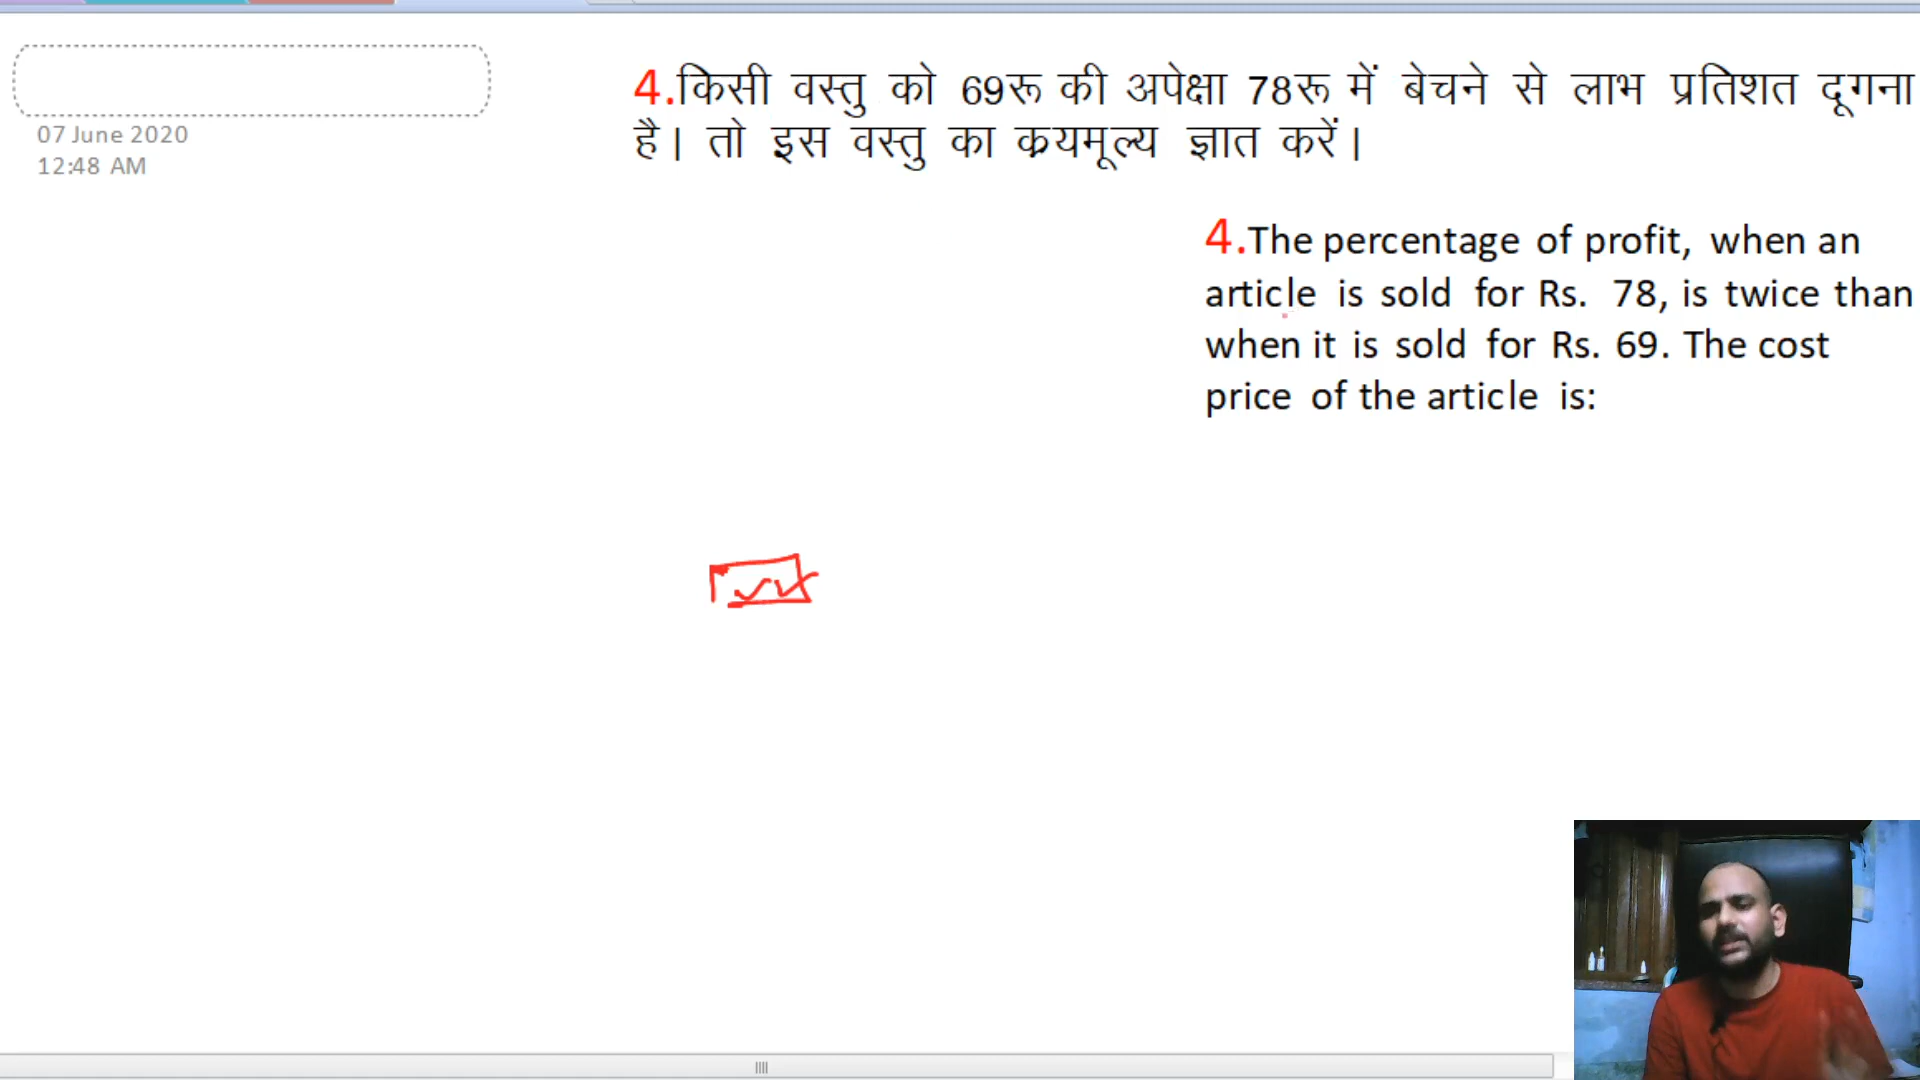 07 June 2020
12:48 AM
4.किसी वस्तु को 69रू की अपेक्षा 78रू में बेचने से लाभ प्रतिशत दूगना
है। तो इस वस्तु का क्रयमूल्य ज्ञात करें।
4.The percentage of profit, when an
article is sold for Rs. 78, is twice than
when it is sold for Rs. 69. The cost
price of the article is: